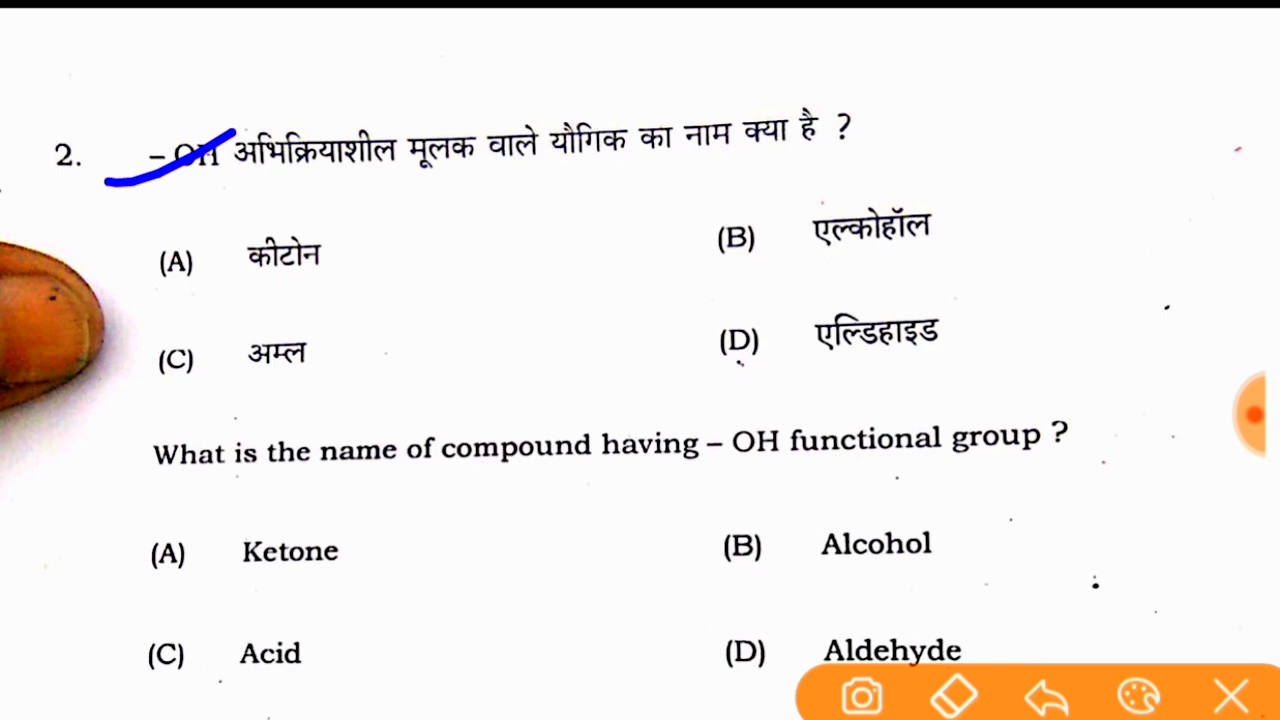 2. – OH अभिक्रियाशील मूलक वाले यौगिक का नाम क्या है ?
(A) कीटोन (B) एल्कोहॉल
(C) अम्ल (D) एल्डिहाइड
What is the name of compound having – OH functional group ?
(A) Ketone (B) Alcohol
(C) Acid (D) Aldehyde